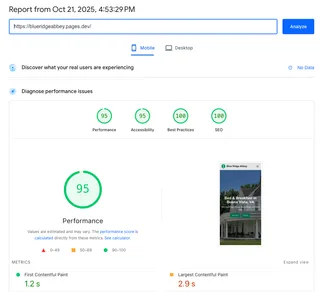 Report from Oct 21, 2025, 4:53:29 PM
https://blueridgeabbey.pages.dev/
Analyze
Mobile
Desktop
Discover what your real users are experiencing
No Data
Diagnose performance issues
95
95
100
100
Performance
Accessibility
Best Practices
SEO
95
Performance
Values are estimated and may vary. The performance score is
calculated directly from these metrics. See calculator.
0–49
50–89
90–100
Blue Ridge Abbey
Bed & Breakfast in
METRICS
Expand view
First Contentful Paint
1.2 s
Largest Contentful Paint
2.9 s